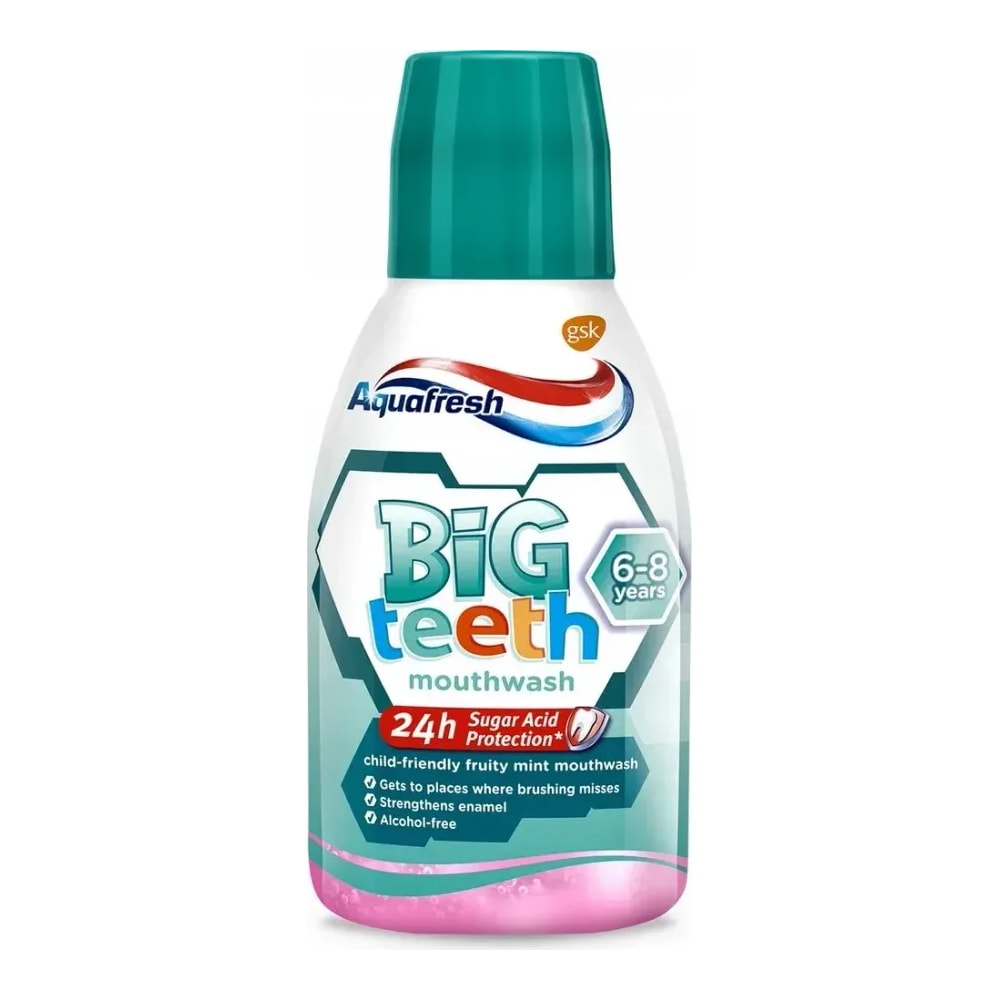 gsk
Aquafresh
BiG
teeth
mouthwash
6-8
years
24h Sugar Acid
Protection*
child-friendly fruity mint mouthwash
Gets to places where brushing misses
Strengthens enamel
Alcohol-free